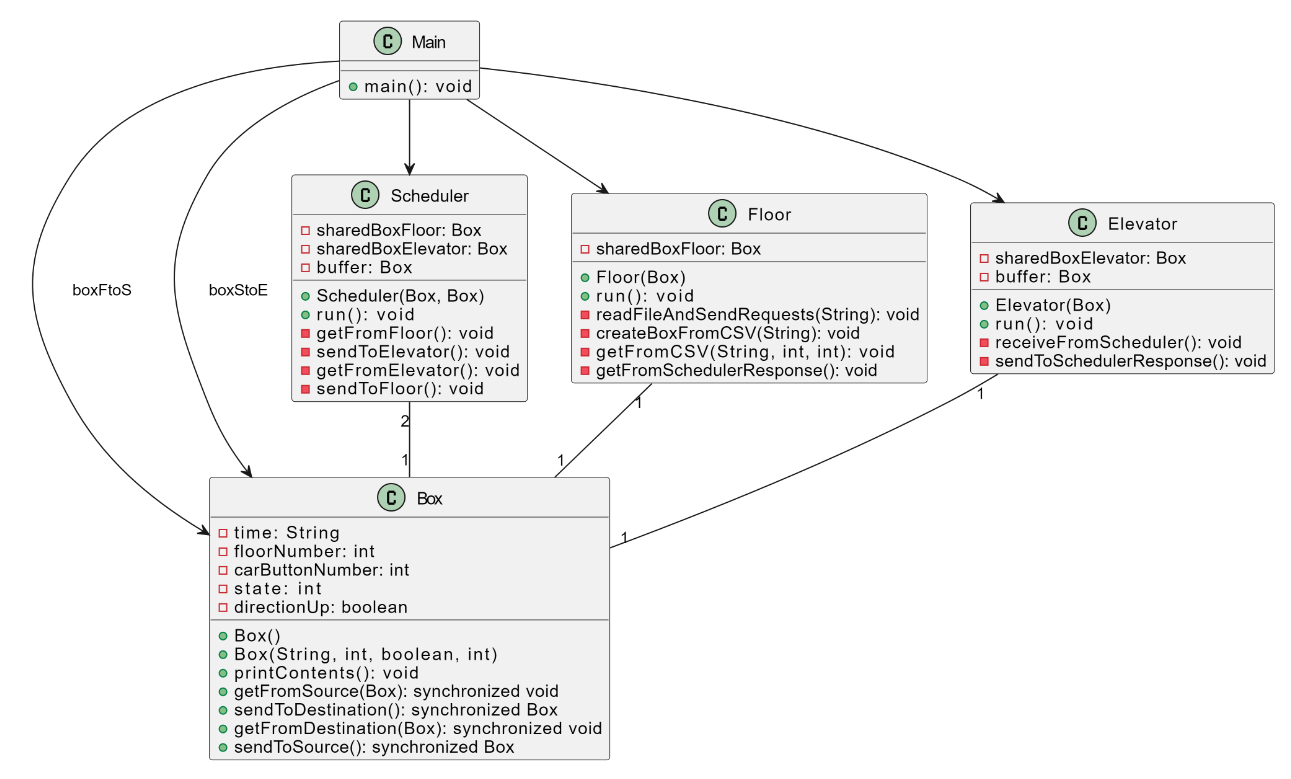 C Main
main(): void
boxFtoS
boxStoE
C Scheduler
sharedBoxFloor: Box
sharedBoxElevator: Box
buffer: Box
Scheduler(Box, Box)
run(): void
getFromFloor(): void
sendToElevator(): void
getFromElevator(): void
sendToFloor(): void
C Floor
sharedBoxFloor: Box
Floor(Box)
run(): void
readFileAndSendRequests(String): void
createBoxFromCSV(String): void
getFromCSV(String, int, int): void
getFromSchedulerResponse(): void
C Elevator
sharedBoxElevator: Box
buffer: Box
Elevator(Box)
run(): void
receiveFromScheduler(): void
sendToSchedulerResponse(): void
2
1
1
1
1
1
C Box
time: String
floorNumber: int
carButtonNumber: int
state: int
directionUp: boolean
Box()
Box(String, int, boolean, int)
printContents(): void
getFromSource(Box): synchronized void
sendToDestination(): synchronized Box
getFromDestination(Box): synchronized void
sendToSource(): synchronized Box